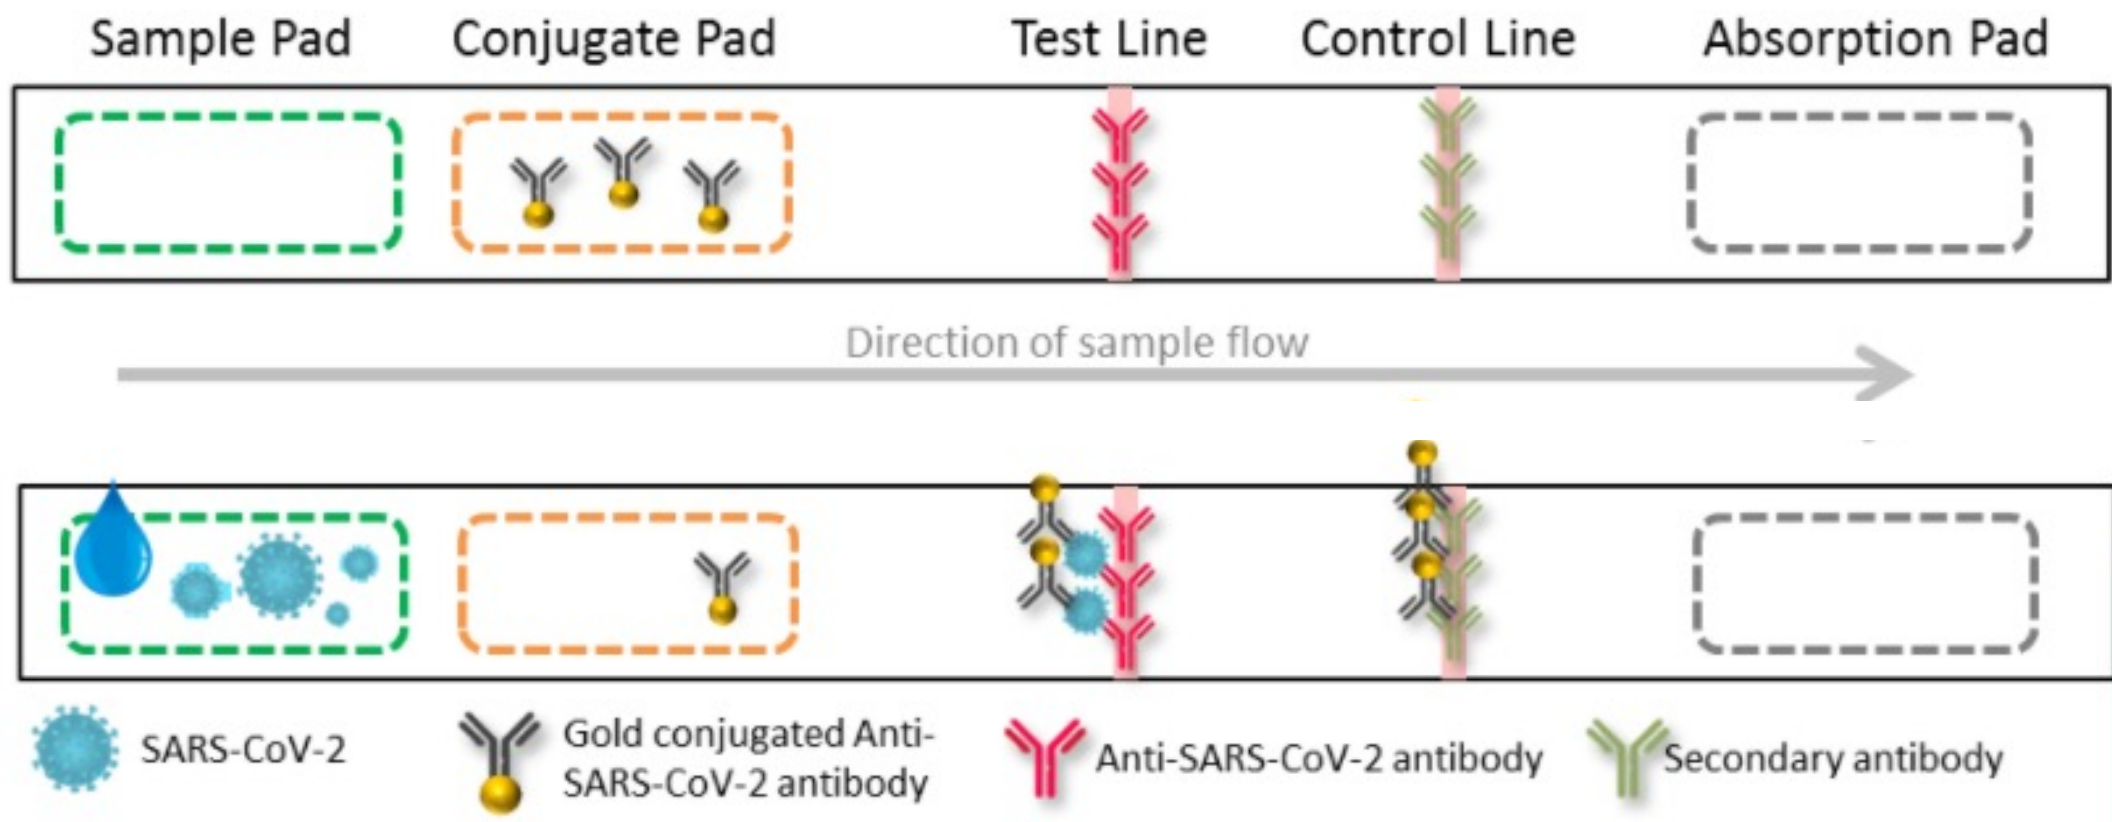 Sample Pad
Conjugate Pad
Test Line
Control Line
Absorption Pad
Direction of sample flow
SARS-CoV-2
Gold conjugated Anti-
SARS-CoV-2 antibody
Anti-SARS-CoV-2 antibody
Secondary antibody